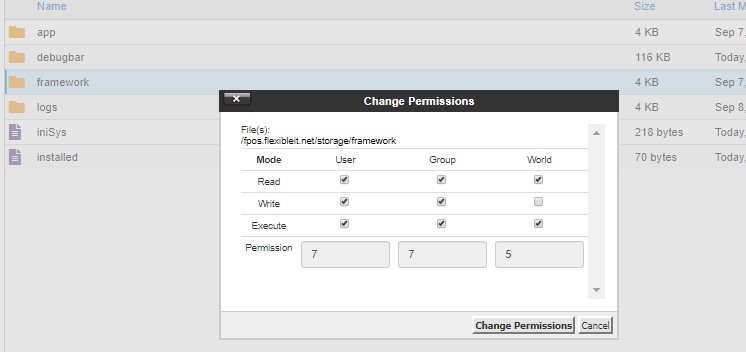 Name Size Last M
app 4 KB Sep 7,
debugbar 116 KB Today,
framework 4 KB Sep 7,
logs 4 KB Sep 8,
iniSys 218 bytes Today,
installed 70 bytes Today,
Change Permissions
File(s):
/fpos.flexibleit.net/storage/framework
Mode User Group World
Read
Write
Execute
Permission 7 7 5
Change Permissions Cancel